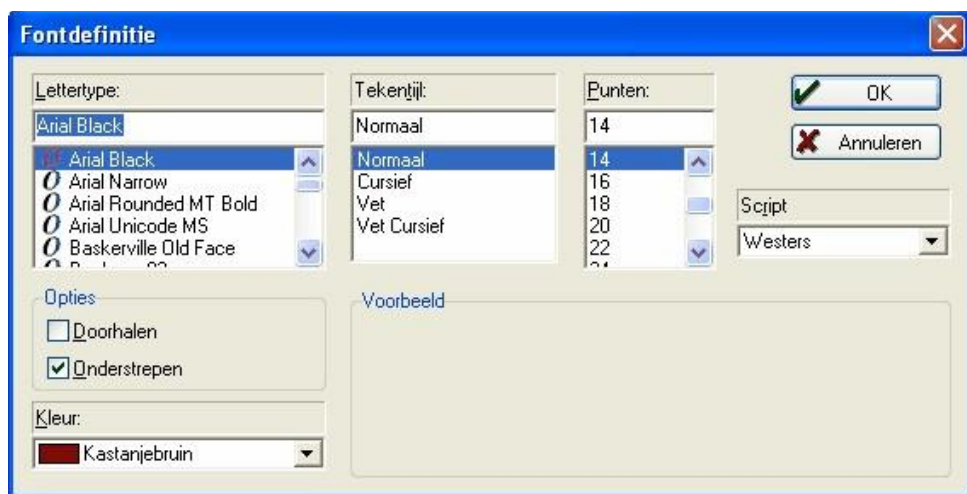 Fontdefinitie
Lettertype:
Arial Black
Arial Black
Arial Narrow
Arial Rounded MT Bold
Arial Unicode MS
Baskerville Old Face
Tekentijl:
Normaal
Normaal
Cursief
Vet
Vet Cursief
Punten:
14
14
16
18
20
22
24
OK
Annuleren
Script
Westers
Opties
Doorhalen
Onderstrepen
Kleur:
Kastanjebruin
Voorbeeld